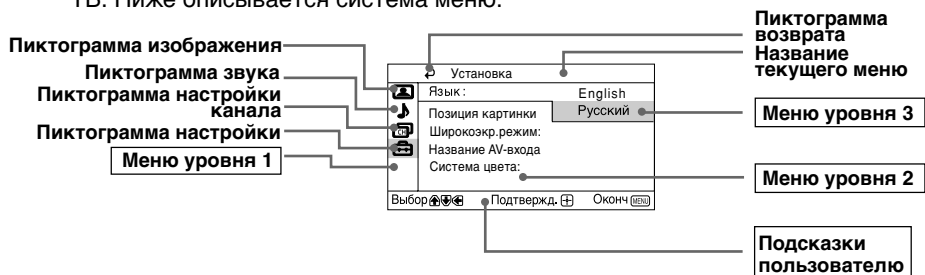 ТВ. Ниже описывается система меню.
Пиктограмма изображения
Пиктограмма звука
Пиктограмма настройки
канала
Пиктограмма настройки
Меню уровня 1
Установка
Язык :
English
Русский
Позиция картинки
Широкоэкр.режим:
Название AV-входа
Система цвета:
CH
Выбор
Подтвержд.
Оконч MENU
Пиктограмма
возврата
Название
текущего меню
Меню уровня 3
Меню уровня 2
Подсказки
пользователю